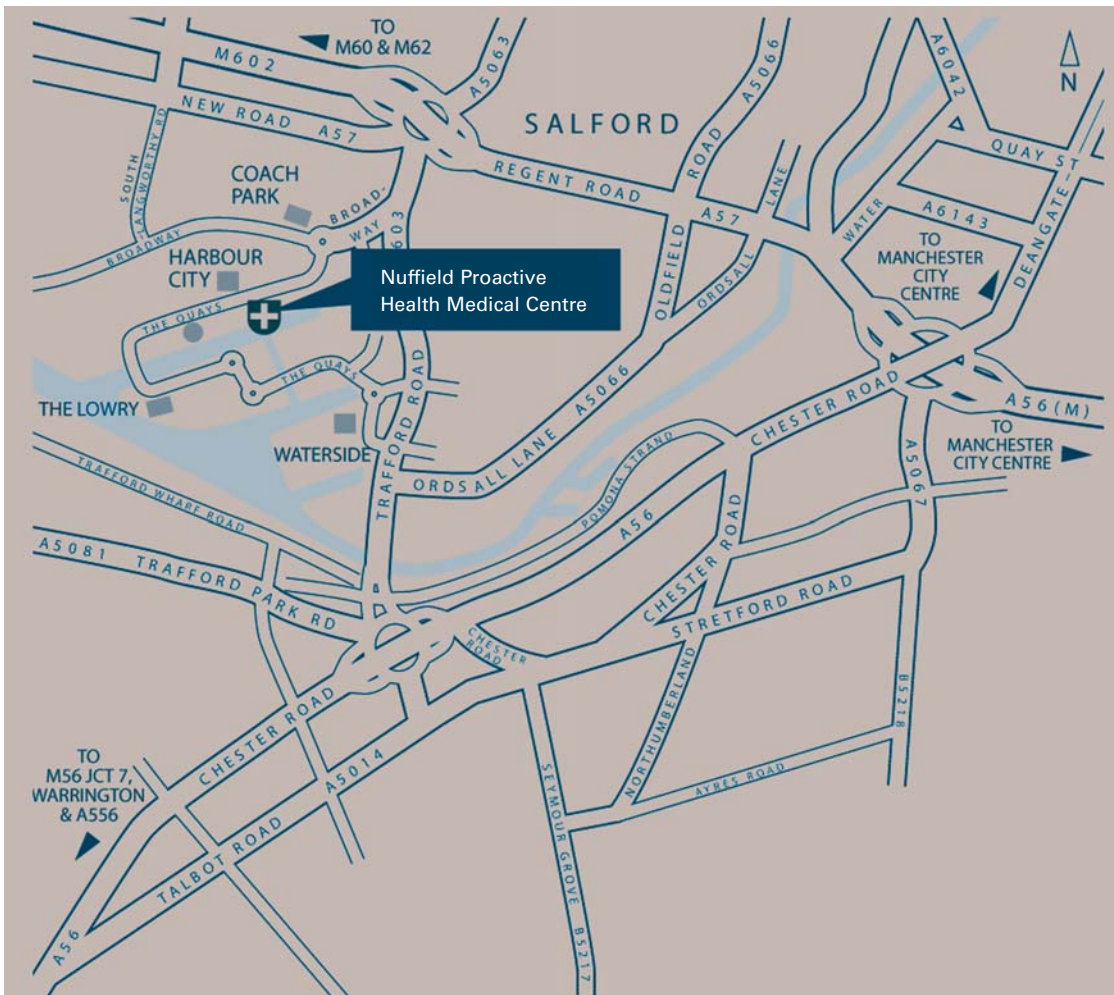 TO
M60 & M62
M602
A5063
A5066
A6042
N
NEW ROAD A57
SALFORD
QUAY ST
SOUTH
LANGWORTHY RD
COACH
PARK
REGENT ROAD
ROAD
LANE
BROAD-
WAY
A57
WATER
A6143
DEANGATE
BROADWAY
603
HARBOUR
CITY
TO
MANCHESTER
CITY
CENTRE
Nuffield Proactive
Health Medical Centre
OLDFIELD
ORDSALL
THE QUAYS
THE QUAYS
TRAFFORD ROAD
THE LOWRY
WATERSIDE
ORDSALL LANE A5066
CHESTER ROAD
A56(M)
TO
MANCHESTER
CITY CENTRE
A5067
TRAFFORD WHARF ROAD
POMONA STRAND
A56
A5081 TRAFFORD PARK RD
CHESTER ROAD
STRETFORD ROAD
CHESTER
ROAD
NORTHUMBERLAND
B5218
CHESTER ROAD
A5014
TO
M56 JCT 7,
WARRINGTON
& A556
SEYMOUR GROVE B5217
AYRES ROAD
TALBOT ROAD
A56